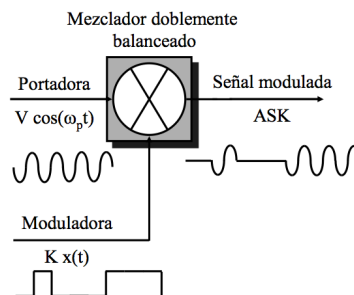 Mezclador doblemente
balanceado
Portadora
V cos(ωpt)
Señal modulada
ASK
Moduladora
K x(t)